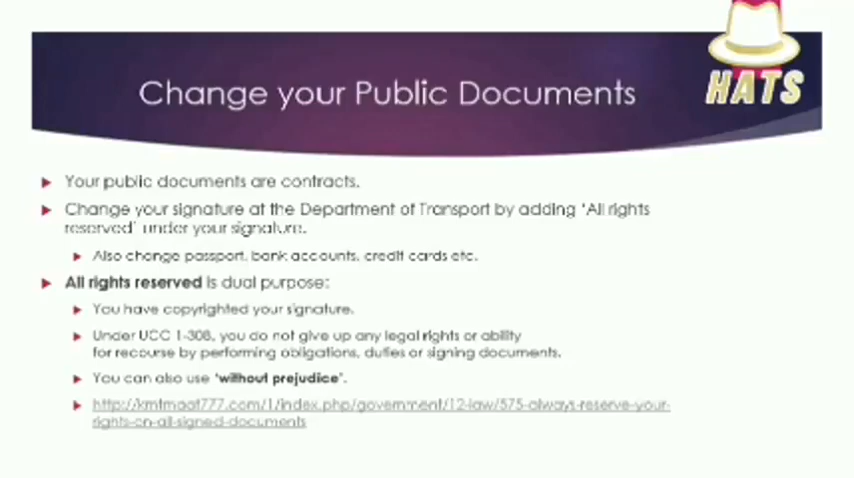 HATS
Change your Public Documents
Your public documents are contracts.
Change your signature at the Department of Transport by adding 'All rights
reserved' under your signature.
Also change passport, bank accounts, credit cards etc.
All rights reserved is dual purpose:
You have copyrighted your signature.
Under UCC 1-308, you do not give up any legal rights or ability
for recourse by performing obligations, duties or signing documents.
You can also use 'without prejudice'.
http://kmtmaat777.com/1/index.php/government/12-law/575-always-reserve-your-
rights-on-all-signed-documents